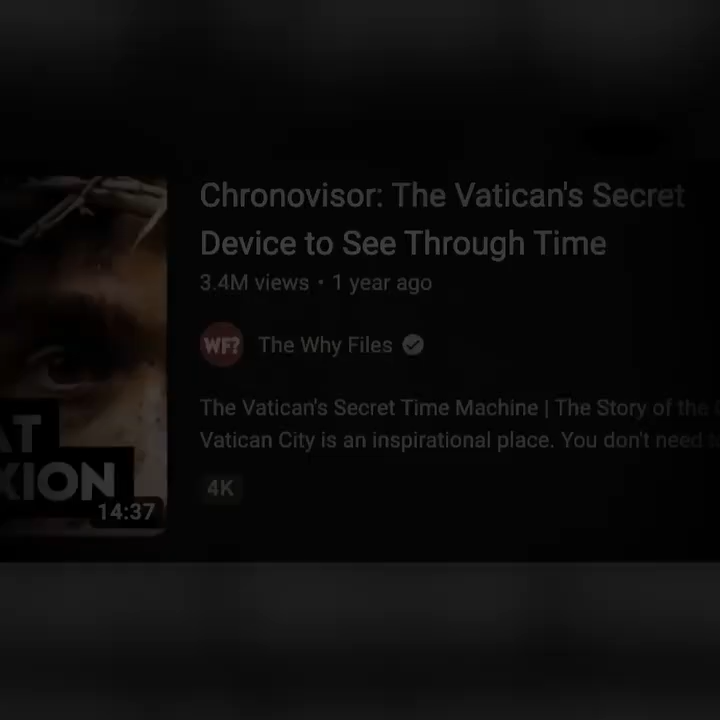 Chronovisor: The Vatican's Secret
Device to See Through Time
3.4M views • 1 year ago
WF? The Why Files
The Vatican's Secret Time Machine | The Story of the
Vatican City is an inspirational place. You don't need
4K
AT
XION
14:37